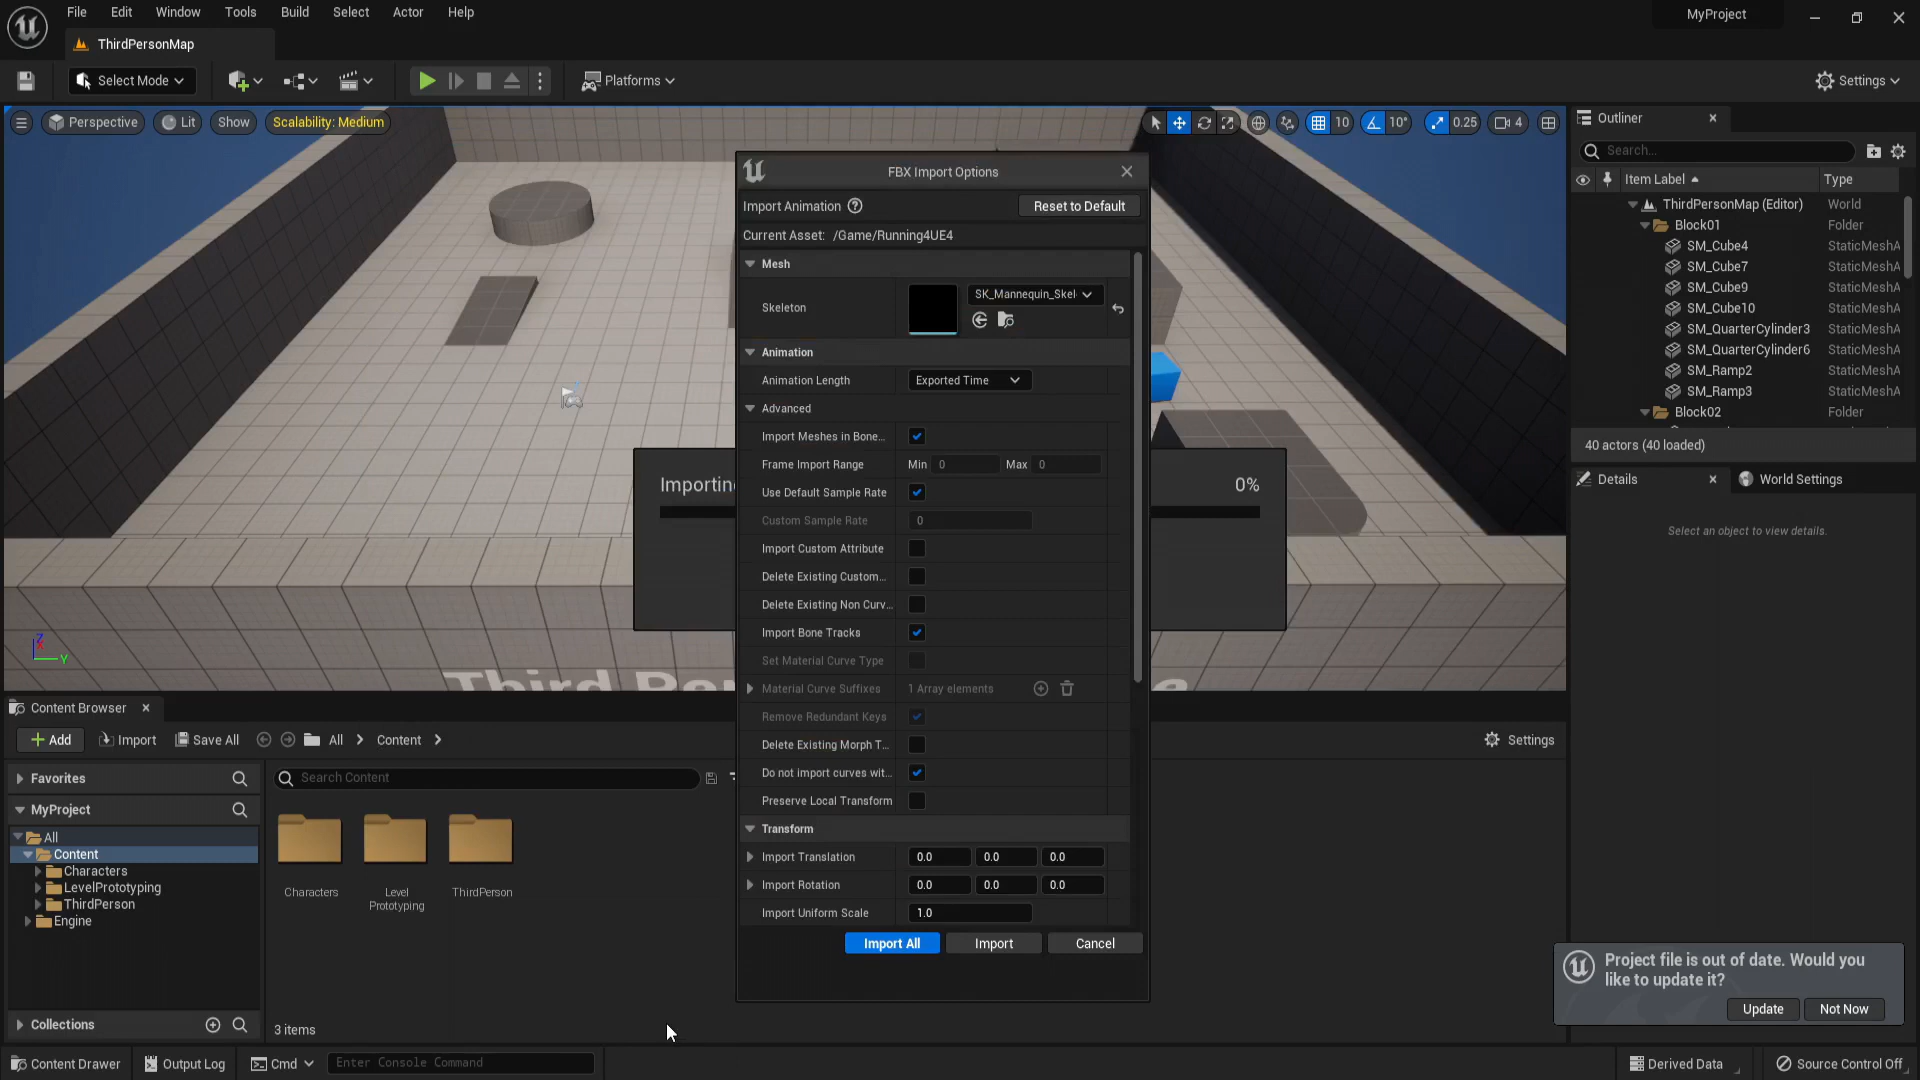 File Edit Window Tools Build Select Actor Help
MyProject
ThirdPersonMap
Select Mode
Platforms
Settings
Perspective Lit Show Scalability: Medium
10 10° 0.25 4
Outliner
Search...
Item Label Type
ThirdPersonMap (Editor) World
Block01 Folder
SM_Cube4 StaticMeshA
SM_Cube7 StaticMeshA
SM_Cube9 StaticMeshA
SM_Cube10 StaticMeshA
SM_QuarterCylinder3 StaticMeshA
SM_QuarterCylinder6 StaticMeshA
SM_Ramp2 StaticMeshA
SM_Ramp3 StaticMeshA
Block02 Folder
40 actors (40 loaded)
Details World Settings
Select an object to view details.
FBX Import Options
Import Animation ? Reset to Default
Current Asset: /Game/Running4UE4
Mesh
Skeleton SK_Mannequin_Skel
Animation
Animation Length Exported Time
Advanced
Import Meshes in Bone...
Frame Import Range Min 0 Max 0
Use Default Sample Rate
Custom Sample Rate 0
Import Custom Attribute
Delete Existing Custom...
Delete Existing Non Curv...
Import Bone Tracks
Set Material Curve Type
Material Curve Suffixes 1 Array elements
Remove Redundant Keys
Delete Existing Morph T...
Do not import curves wit...
Preserve Local Transform
Transform
Import Translation 0.0 0.0 0.0
Import Rotation 0.0 0.0 0.0
Import Uniform Scale 1.0
Import All Import Cancel
Importin 0%
Z
X
Y
Third Pe
Content Browser
Add Import Save All All Content Settings
Favorites
Search Content
MyProject
All
Content
Characters
LevelPrototyping
ThirdPerson
Engine
Characters
Level
Prototyping
ThirdPerson
Collections
3 items
Project file is out of date. Would you
like to update it?
Update Not Now
Content Drawer Output Log Cmd Enter Console Command
Derived Data Source Control Off